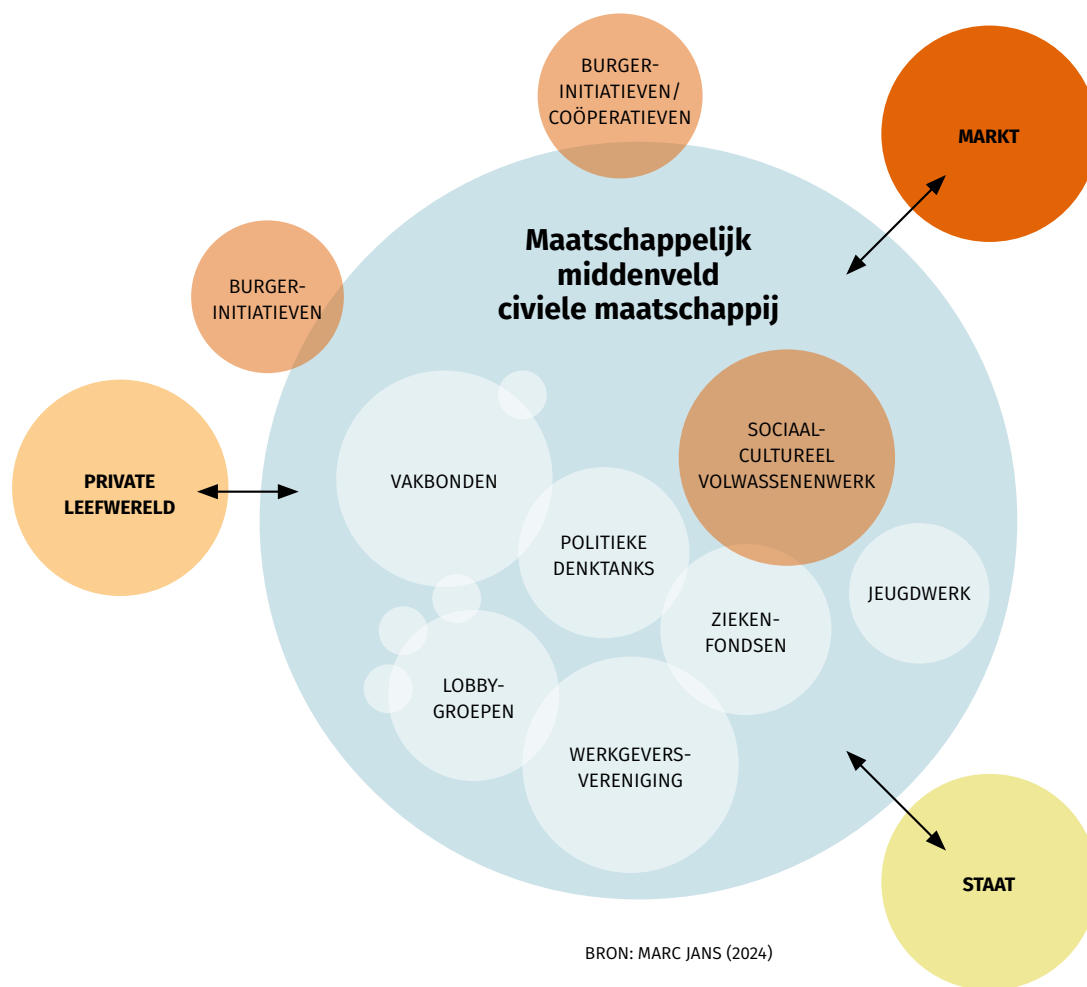 BURGER-
INITIATIEVEN/
COÖPERATIEVEN
MARKT
Maatschappelijk
middenveld
civiele maatschappij
BURGER-
INITIATIEVEN
PRIVATE
LEEFWERELD
VAKBONDEN
SOCIAAL-
CULTUREEL
VOLWASSENENWERK
POLITIEKE
DENKTANKS
JEUGDWERK
ZIEKEN-
FONDSEN
LOBBY-
GROEPEN
WERKGEVERS-
VERENIGING
STAAT
BRON: MARC JANS (2024)